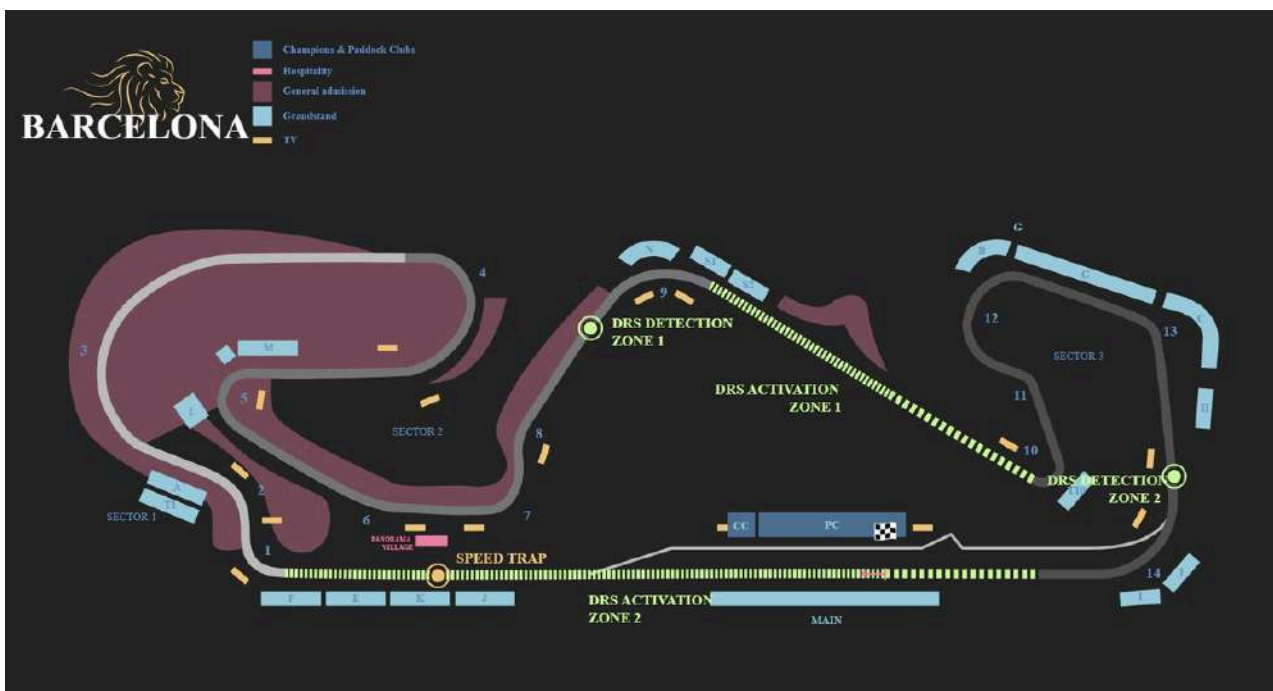 BARCELONA
Champions & Paddock Clubs
Hospitality
General admission
Grandstand
TV
G
N
S3
B
G
4
S2
9
C
DRS DETECTION
ZONE 1
12
13
3
M
SECTOR 3
DRS ACTIVATION
ZONE 1
5
11
L
H
SECTOR 2
8
10
A
2
DRS DETECTION
ZONE 2
T1
SECTOR 1
6
7
CC
PC
PANORAMA
VILLAGE
1
SPEED TRAP
14
F
E
K
J
DRS ACTIVATION
ZONE 2
I
MAIN